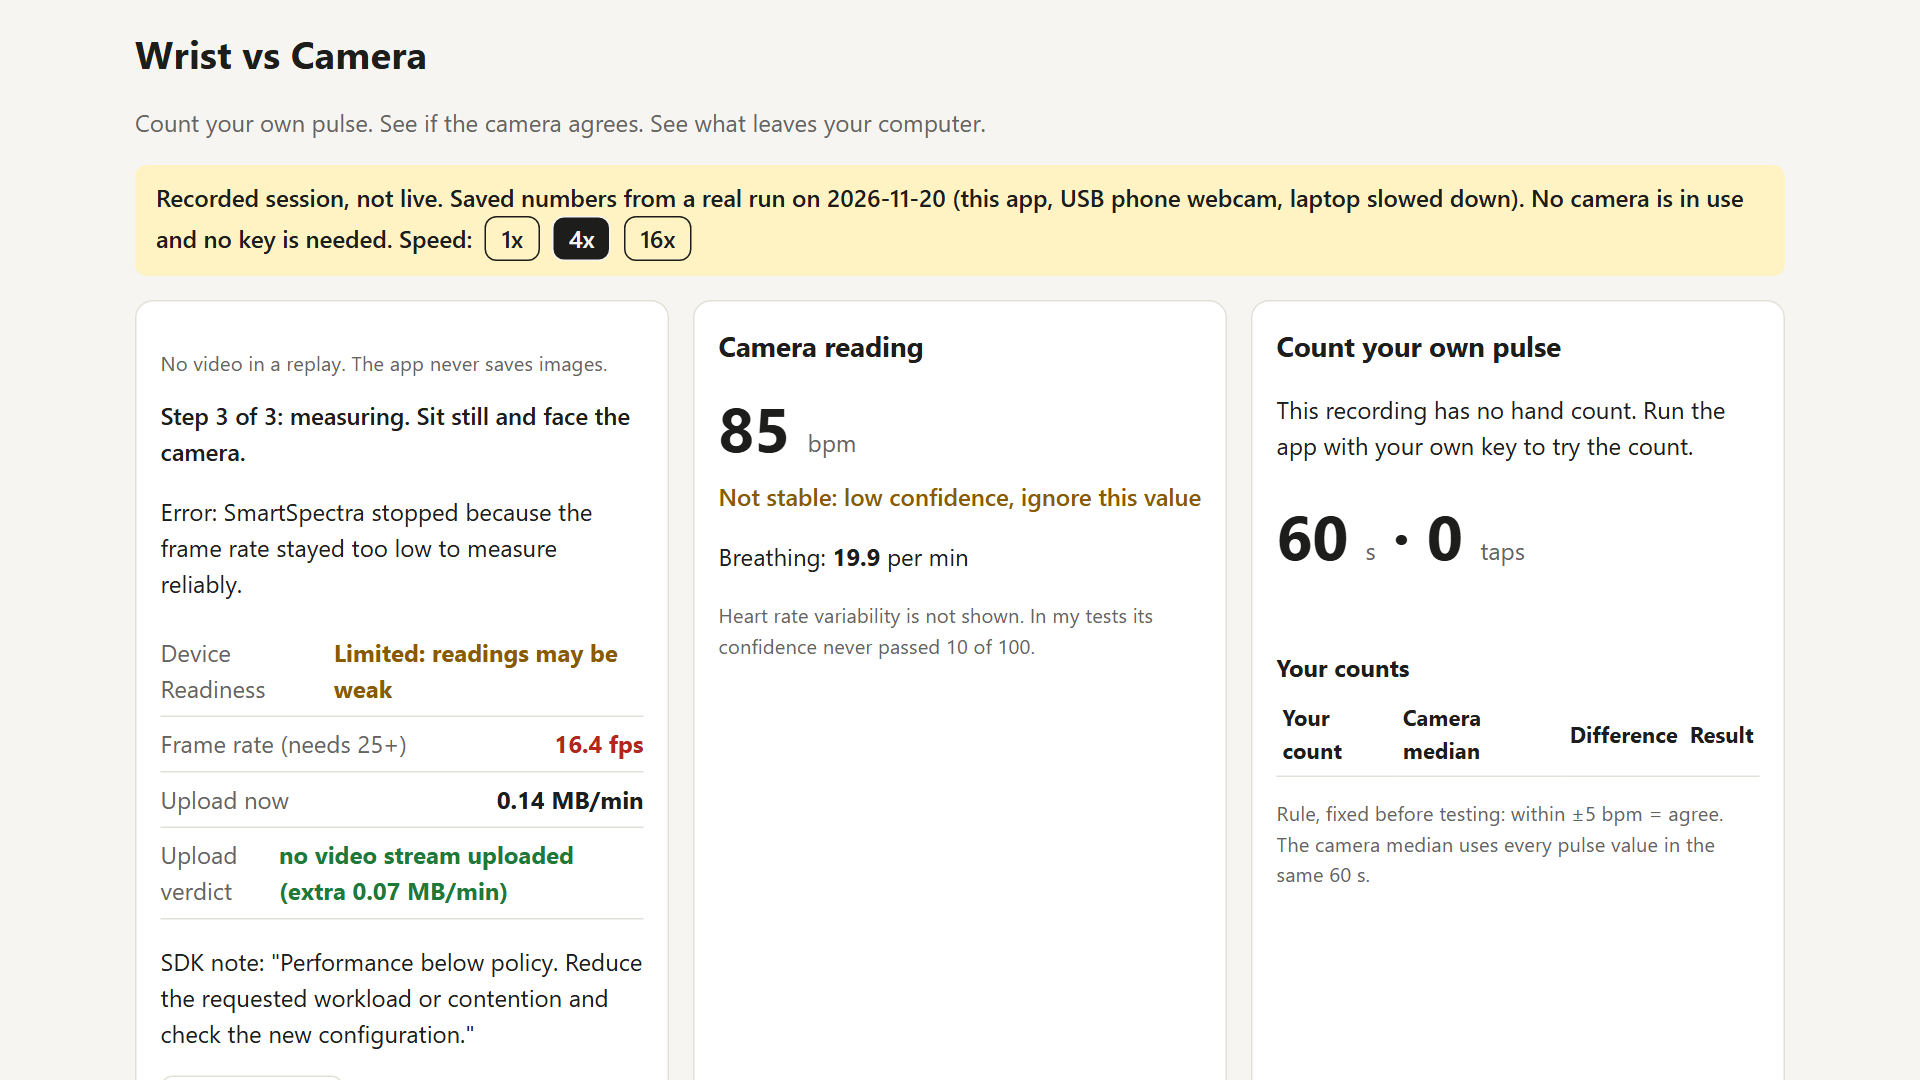 Wrist vs Camera
Count your own pulse. See if the camera agrees. See what leaves your computer.
Recorded session, not live. Saved numbers from a real run on 2026-11-20 (this app, USB phone webcam, laptop slowed down). No camera is in use
and no key is needed. Speed: 1x 4x 16x
No video in a replay. The app never saves images.
Step 3 of 3: measuring. Sit still and face the
camera.
Error: SmartSpectra stopped because the
frame rate stayed too low to measure
reliably.
Device
Readiness
Limited: readings may be
weak
Frame rate (needs 25+) 16.4 fps
Upload now 0.14 MB/min
Upload
verdict
no video stream uploaded
(extra 0.07 MB/min)
SDK note: "Performance below policy. Reduce
the requested workload or contention and
check the new configuration."
Camera reading
85 bpm
Not stable: low confidence, ignore this value
Breathing: 19.9 per min
Heart rate variability is not shown. In my tests its
confidence never passed 10 of 100.
Count your own pulse
This recording has no hand count. Run the
app with your own key to try the count.
60 s · 0 taps
Your counts
Your
count
Camera
median
Difference
Result
Rule, fixed before testing: within ±5 bpm = agree.
The camera median uses every pulse value in the
same 60 s.